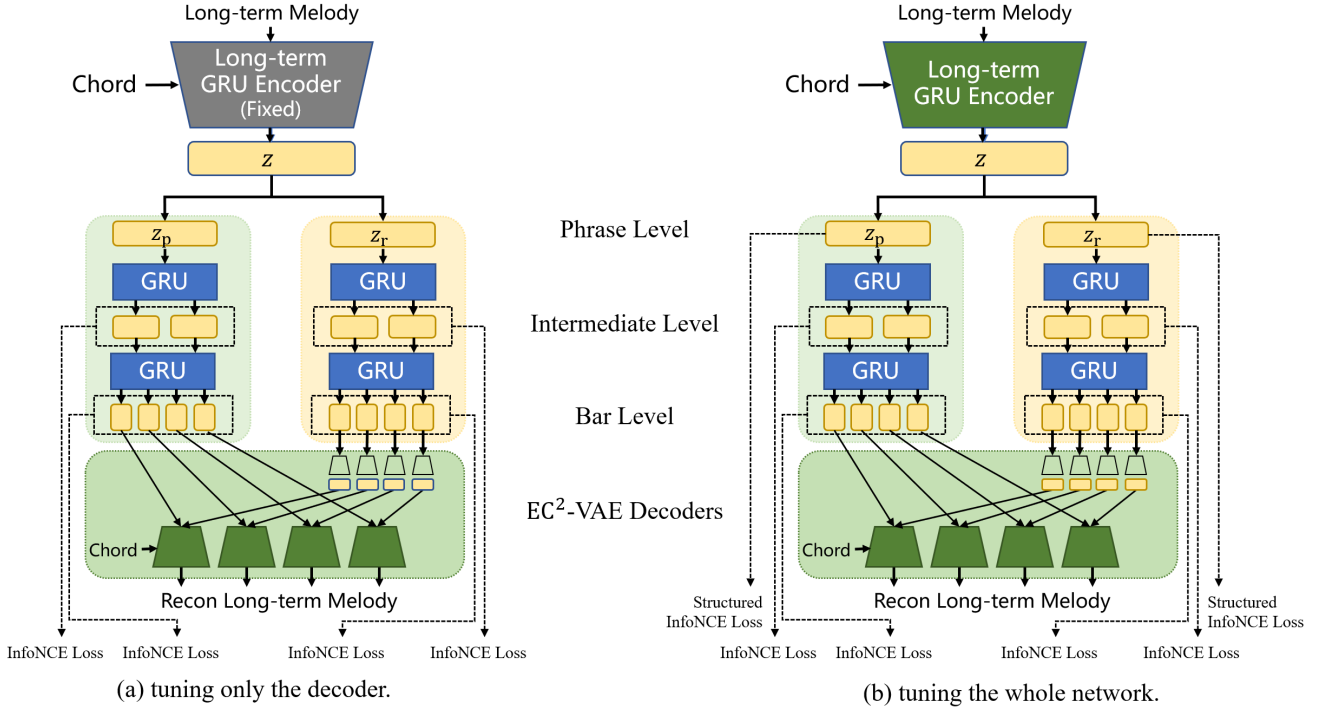 Long-term Melody
Chord
Long-term
GRU Encoder
(Fixed)
z
z_p
z_r
GRU
GRU
GRU
GRU
Chord
Recon Long-term Melody
InfoNCE Loss
InfoNCE Loss
InfoNCE Loss
InfoNCE Loss
(a) tuning only the decoder.
Phrase Level
Intermediate Level
Bar Level
EC²-VAE Decoders
Long-term Melody
Chord
Long-term
GRU Encoder
z
z_p
z_r
GRU
GRU
GRU
GRU
Chord
Recon Long-term Melody
Structured
InfoNCE Loss
Structured
InfoNCE Loss
InfoNCE Loss
InfoNCE Loss
InfoNCE Loss
InfoNCE Loss
(b) tuning the whole network.